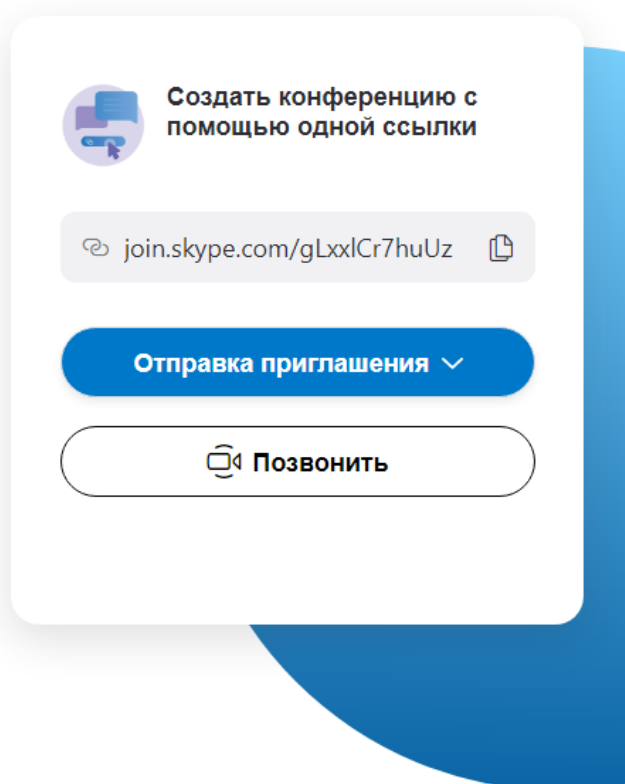 Создать конференцию с
помощью одной ссылки
join.skype.com/gLxxlCr7huUz
Отправка приглашения
Позвонить